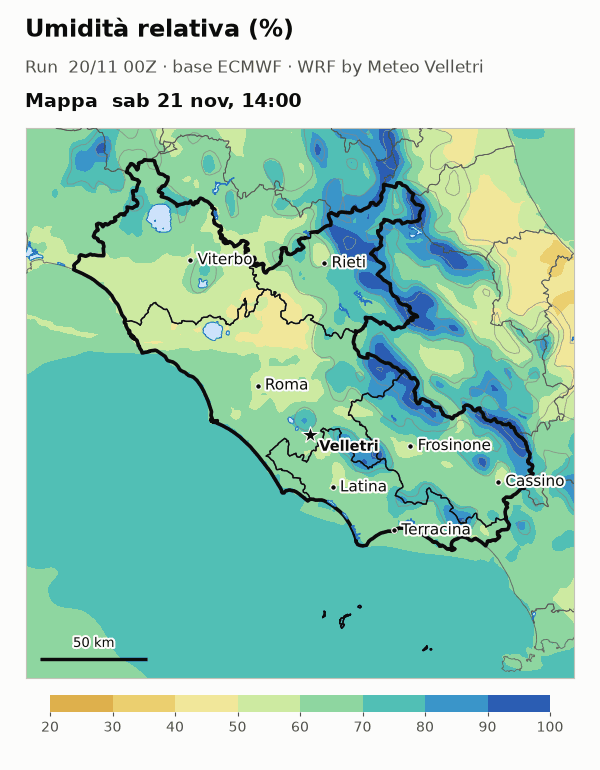 Umidità relativa (%)
Run  20/11 00Z · base ECMWF · WRF by Meteo Velletri
Mappa  sab 21 nov, 14:00
Viterbo
Rieti
Roma
Velletri
Frosinone
Cassino
Latina
Terracina
50 km
20 30 40 50 60 70 80 90 100